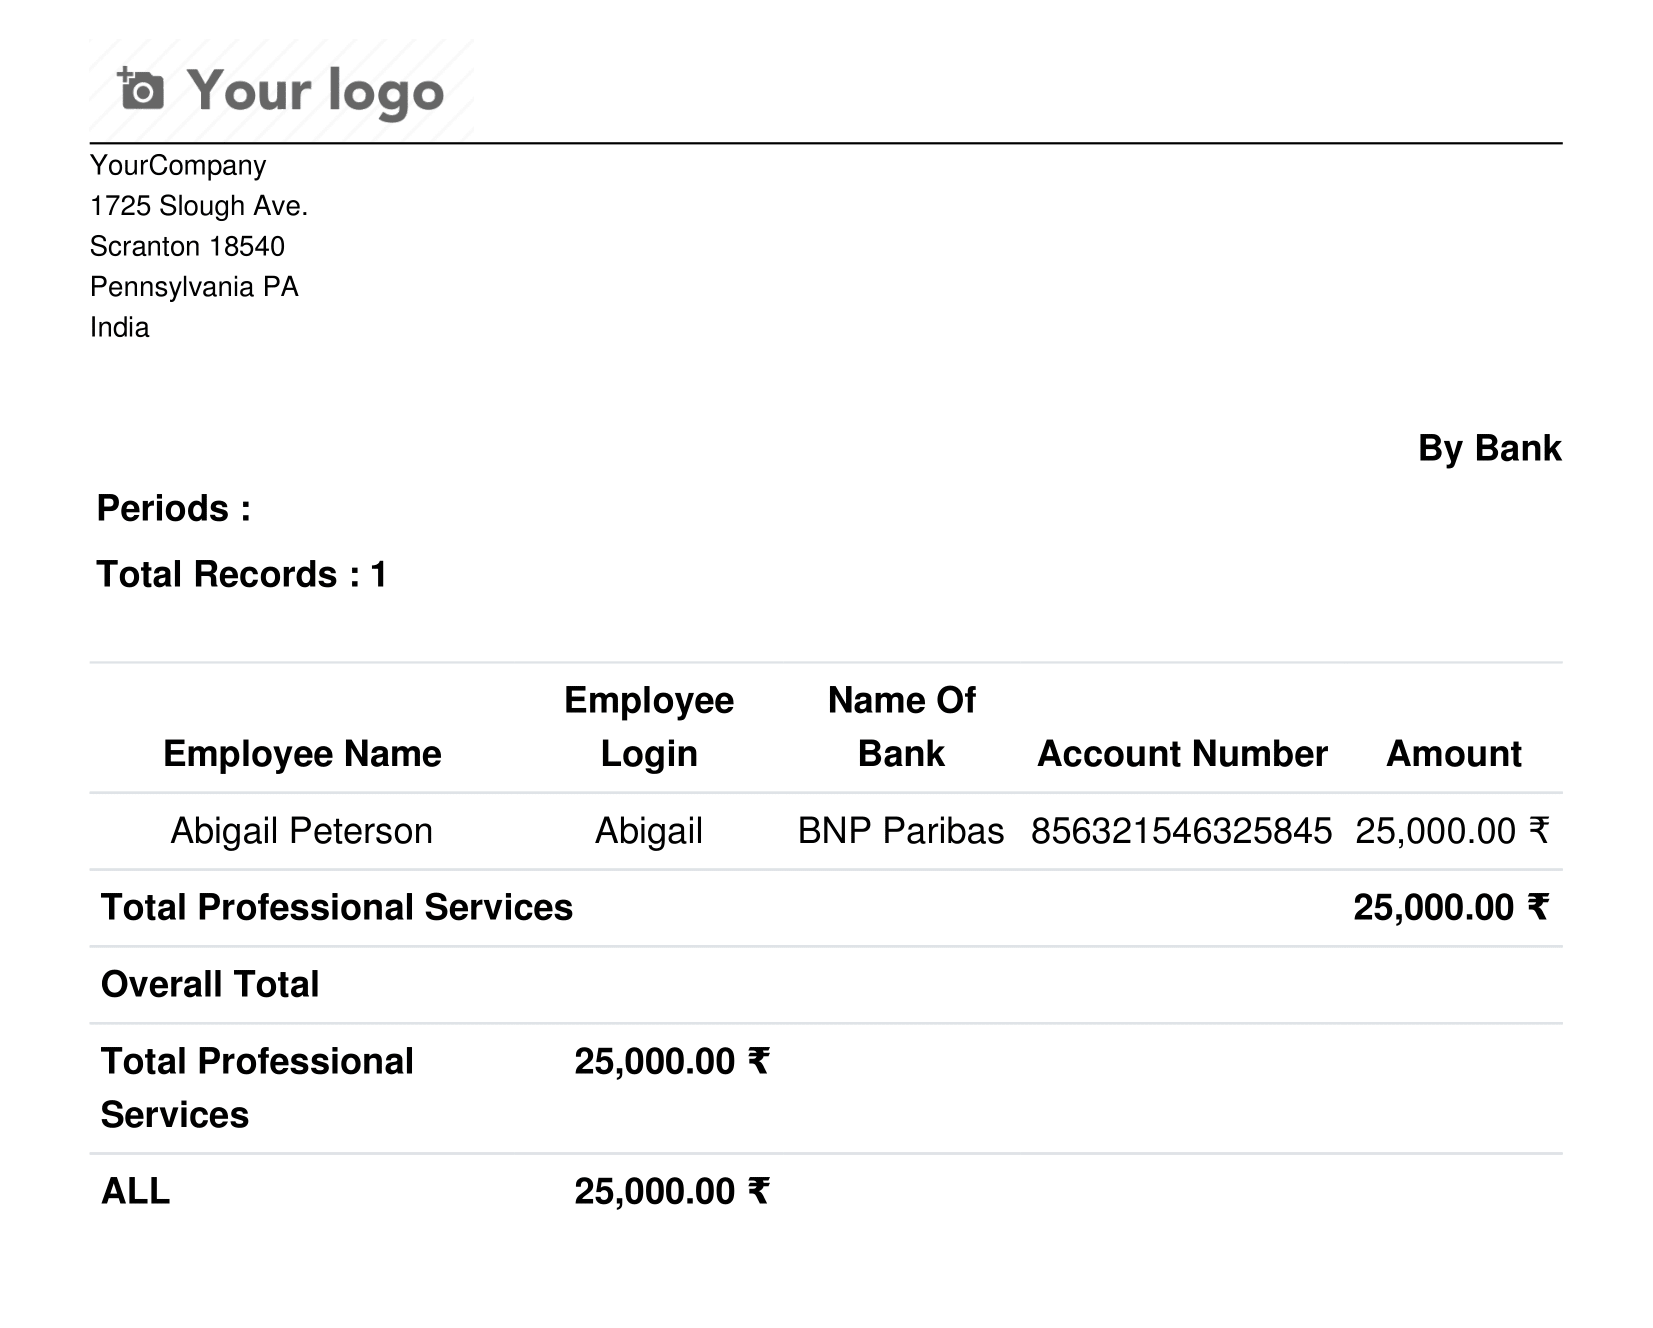 Your logo
YourCompany
1725 Slough Ave.
Scranton 18540
Pennsylvania PA
India
By Bank
Periods :
Total Records : 1
Employee Name Employee Login Name Of Bank Account Number Amount
Abigail Peterson Abigail BNP Paribas 856321546325845 25,000.00 ₹
Total Professional Services 25,000.00 ₹
Overall Total
Total Professional Services 25,000.00 ₹
ALL 25,000.00 ₹